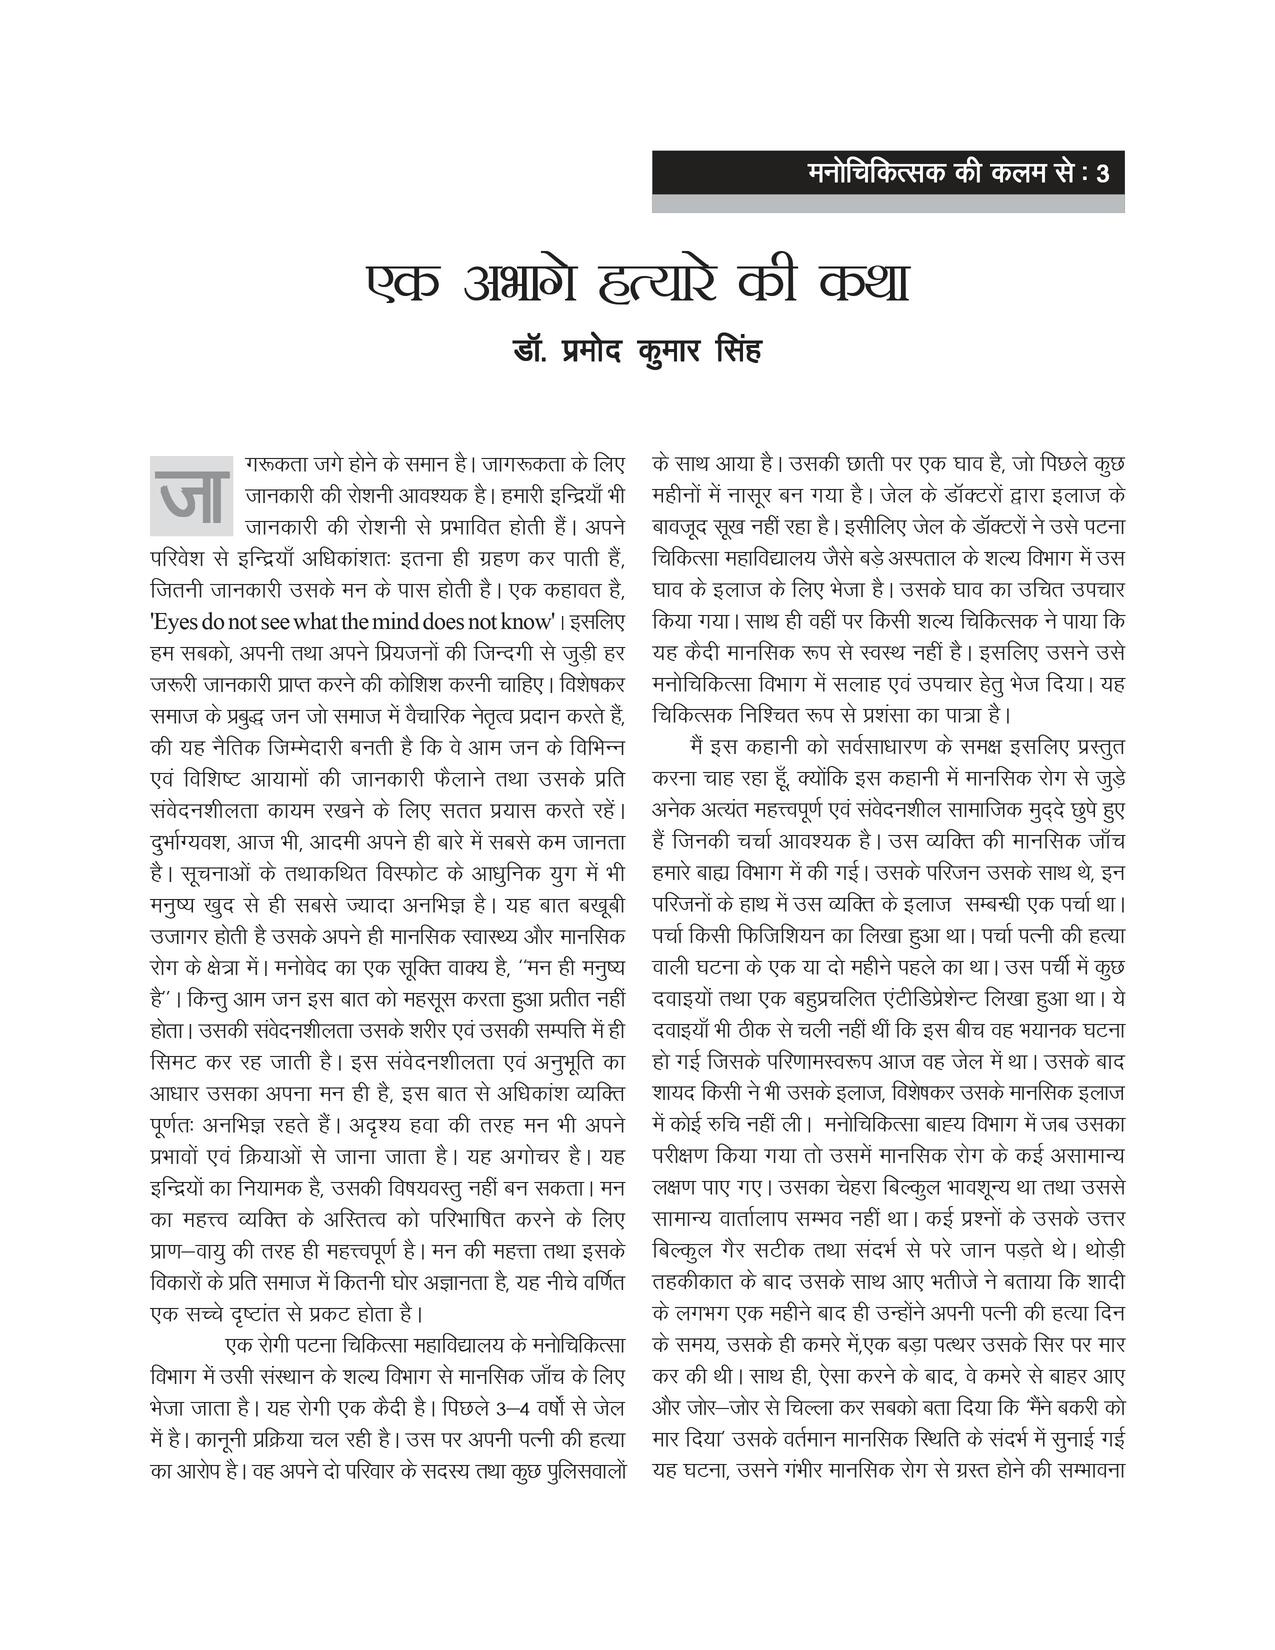 मनोचिकित्सक की कलम से : 3
एक अभागे हत्यारे की कथा
डॉ. प्रमोद कुमार सिंह
जा
गरूकता जगे होने के समान है। जागरूकता के लिए
जानकारी की रोशनी आवश्यक है। हमारी इन्द्रियाँ भी
जानकारी की रोशनी से प्रभावित होती हैं। अपने
परिवेश से इन्द्रियाँ अधिकांशतः इतना ही ग्रहण कर पाती हैं,
जितनी जानकारी उसके मन के पास होती है। एक कहावत है,
'Eyes do not see what the mind does not know'। इसलिए
हम सबको, अपनी तथा अपने प्रियजनों की जिन्दगी से जुड़ी हर
जरूरी जानकारी प्राप्त करने की कोशिश करनी चाहिए। विशेषकर
समाज के प्रबुद्ध जन जो समाज में वैचारिक नेतृत्व प्रदान करते हैं,
की यह नैतिक जिम्मेदारी बनती है कि वे आम जन के विभिन्न
एवं विशिष्ट आयामों की जानकारी फैलाने तथा उसके प्रति
संवेदनशीलता कायम रखने के लिए सतत प्रयास करते रहें।
दुर्भाग्यवश, आज भी, आदमी अपने ही बारे में सबसे कम जानता
है। सूचनाओं के तथाकथित विस्फोट के आधुनिक युग में भी
मनुष्य खुद से ही सबसे ज्यादा अनभिज्ञ है। यह बात बखूबी
उजागर होती है उसके अपने ही मानसिक स्वास्थ्य और मानसिक
रोग के क्षेत्रा में। मनोवेद का एक सूक्ति वाक्य है, ‘‘मन ही मनुष्य
है’’। किन्तु आम जन इस बात को महसूस करता हुआ प्रतीत नहीं
होता। उसकी संवेदनशीलता उसके शरीर एवं उसकी सम्पत्ति में ही
सिमट कर रह जाती है। इस संवेदनशीलता एवं अनुभूति का
आधार उसका अपना मन ही है, इस बात से अधिकांश व्यक्ति
पूर्णतः अनभिज्ञ रहते हैं। अदृश्य हवा की तरह मन भी अपने
प्रभावों एवं क्रियाओं से जाना जाता है। यह अगोचर है। यह
इन्द्रियों का नियामक है, उसकी विषयवस्तु नहीं बन सकता। मन
का महत्त्व व्यक्ति के अस्तित्व को परिभाषित करने के लिए
प्राण–वायु की तरह ही महत्त्वपूर्ण है। मन की महत्ता तथा इसके
विकारों के प्रति समाज में कितनी घोर अज्ञानता है, यह नीचे वर्णित
एक सच्चे दृष्टांत से प्रकट होता है।
एक रोगी पटना चिकित्सा महाविद्यालय के मनोचिकित्सा
विभाग में उसी संस्थान के शल्य विभाग से मानसिक जाँच के लिए
भेजा जाता है। यह रोगी एक कैदी है। पिछले 3–4 वर्षों से जेल
में है। कानूनी प्रक्रिया चल रही है। उस पर अपनी पत्नी की हत्या
का आरोप है। वह अपने दो परिवार के सदस्य तथा कुछ पुलिसवालों
के साथ आया है। उसकी छाती पर एक घाव है, जो पिछले कुछ
महीनों में नासूर बन गया है। जेल के डॉक्टरों द्वारा इलाज के
बावजूद सूख नहीं रहा है। इसीलिए जेल के डॉक्टरों ने उसे पटना
चिकित्सा महाविद्यालय जैसे बड़े अस्पताल के शल्य विभाग में उस
घाव के इलाज के लिए भेजा है। उसके घाव का उचित उपचार
किया गया। साथ ही वहीं पर किसी शल्य चिकित्सक ने पाया कि
यह कैदी मानसिक रूप से स्वस्थ नहीं है। इसलिए उसने उसे
मनोचिकित्सा विभाग में सलाह एवं उपचार हेतु भेज दिया। यह
चिकित्सक निश्चित रूप से प्रशंसा का पात्रा है।
मैं इस कहानी को सर्वसाधारण के समक्ष इसलिए प्रस्तुत
करना चाह रहा हूँ, क्योंकि इस कहानी में मानसिक रोग से जुड़े
अनेक अत्यंत महत्त्वपूर्ण एवं संवेदनशील सामाजिक मुद्दे छुपे हुए
हैं जिनकी चर्चा आवश्यक है। उस व्यक्ति की मानसिक जाँच
हमारे बाह्य विभाग में की गई। उसके परिजन उसके साथ थे, इन
परिजनों के हाथ में उस व्यक्ति के इलाज सम्बन्धी एक पर्चा था।
पर्चा किसी फिजिशियन का लिखा हुआ था। पर्चा पत्नी की हत्या
वाली घटना के एक या दो महीने पहले का था। उस पर्ची में कुछ
दवाइयों तथा एक बहुप्रचलित एंटीडिप्रेशेन्ट लिखा हुआ था। ये
दवाइयाँ भी ठीक से चली नहीं थीं कि इस बीच वह भयानक घटना
हो गई जिसके परिणामस्वरूप आज वह जेल में था। उसके बाद
शायद किसी ने भी उसके इलाज, विशेषकर उसके मानसिक इलाज
में कोई रुचि नहीं ली। मनोचिकित्सा बाह्य विभाग में जब उसका
परीक्षण किया गया तो उसमें मानसिक रोग के कई असामान्य
लक्षण पाए गए। उसका चेहरा बिल्कुल भावशून्य था तथा उससे
सामान्य वार्तालाप सम्भव नहीं था। कई प्रश्नों के उसके उत्तर
बिल्कुल गैर सटीक तथा संदर्भ से परे जान पड़ते थे। थोड़ी
तहकीकात के बाद उसके साथ आए भतीजे ने बताया कि शादी
के लगभग एक महीने बाद ही उन्होंने अपनी पत्नी की हत्या दिन
के समय, उसके ही कमरे में,एक बड़ा पत्थर उसके सिर पर मार
कर की थी। साथ ही, ऐसा करने के बाद, वे कमरे से बाहर आए
और जोर–जोर से चिल्ला कर सबको बता दिया कि ‘मैंने बकरी को
मार दिया’ उसके वर्तमान मानसिक स्थिति के संदर्भ में सुनाई गई
यह घटना, उसने गंभीर मानसिक रोग से ग्रस्त होने की सम्भावना